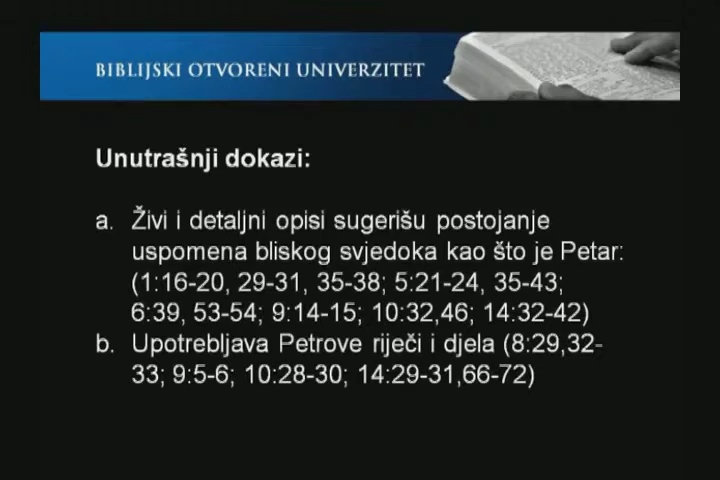 BIBLIJSKI OTVORENI UNIVERZITET
Unutrašnji dokazi:
a. Živi i detaljni opisi sugerišu postojanje
uspomena bliskog svjedoka kao što je Petar:
(1:16-20, 29-31, 35-38; 5:21-24, 35-43;
6:39, 53-54; 9:14-15; 10:32,46; 14:32-42)
b. Upotrebljava Petrove riječi i djela (8:29,32-
33; 9:5-6; 10:28-30; 14:29-31,66-72)